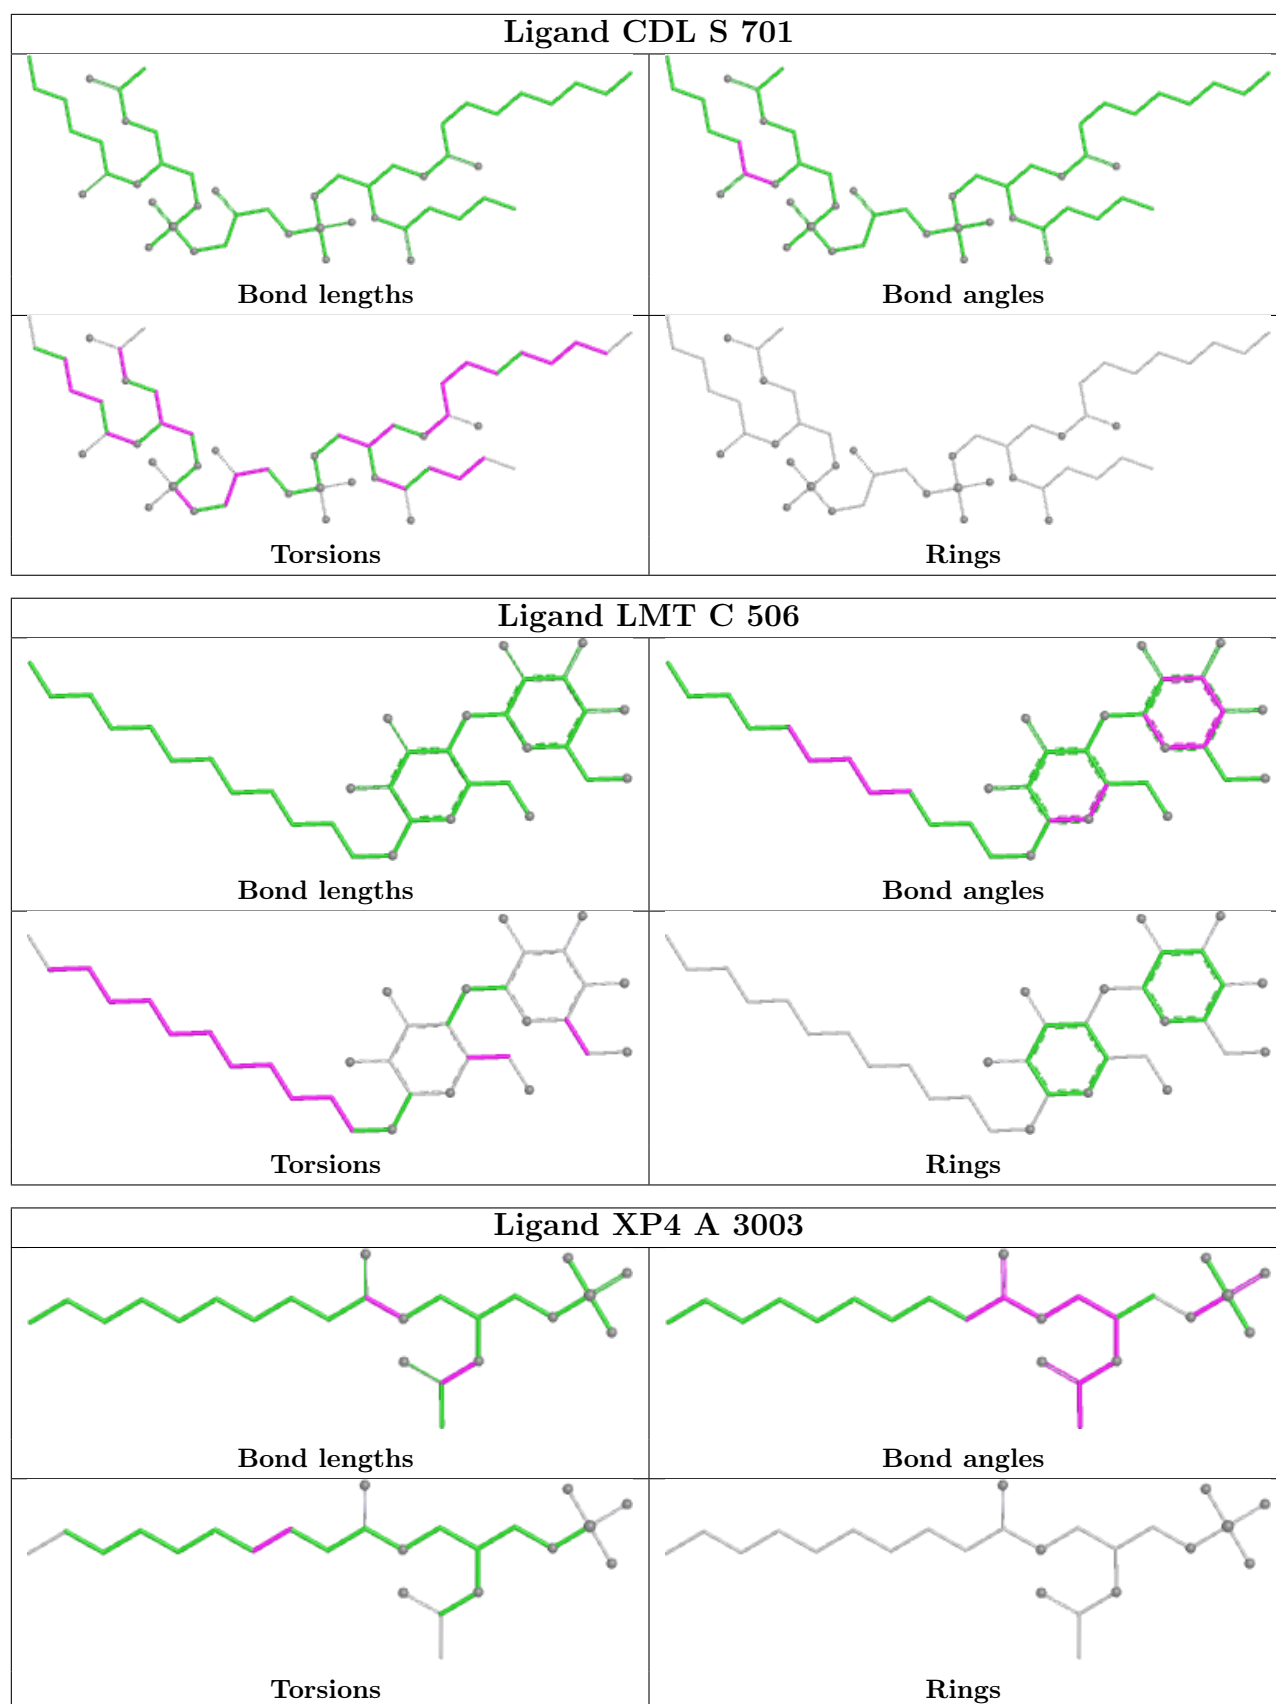 Ligand CDL S 701
Bond lengths
Bond angles
Torsions
Rings
Ligand LMT C 506
Bond lengths
Bond angles
Torsions
Rings
Ligand XP4 A 3003
Bond lengths
Bond angles
Torsions
Rings